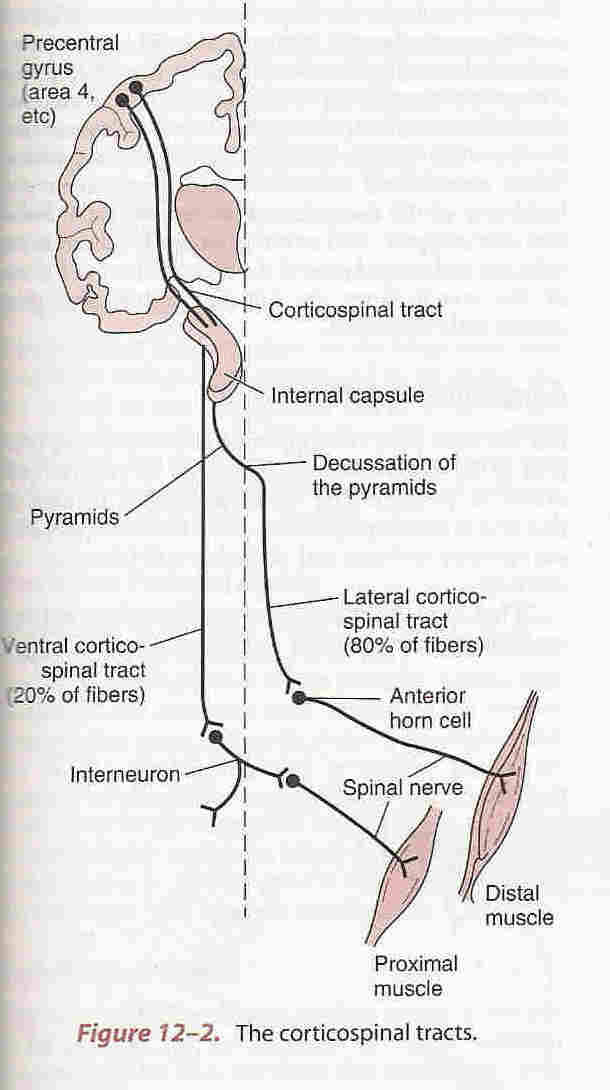 Precentral
gyrus
(area 4,
etc)
Corticospinal tract
Internal capsule
Decussation of
the pyramids
Pyramids
Lateral cortico-
spinal tract
(80% of fibers)
Ventral cortico-
spinal tract
(20% of fibers)
Anterior
horn cell
Interneuron
Spinal nerve
Distal
muscle
Proximal
muscle
Figure 12–2. The corticospinal tracts.